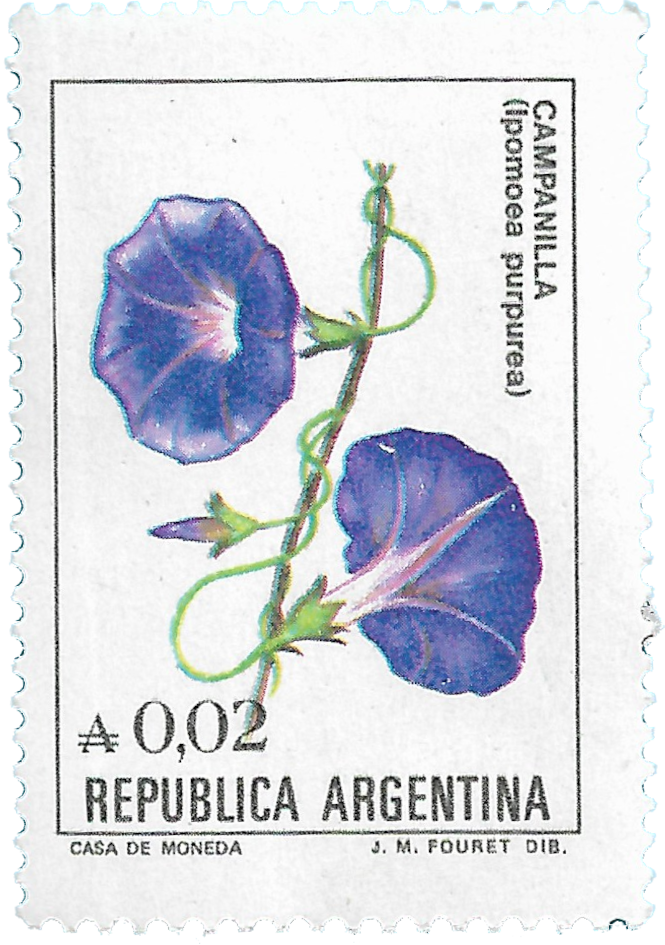 CAMPANILLA
(Ipomoea purpurea)
₳ 0,02
REPUBLICA ARGENTINA
CASA DE MONEDA
J. M. FOURET DIB.